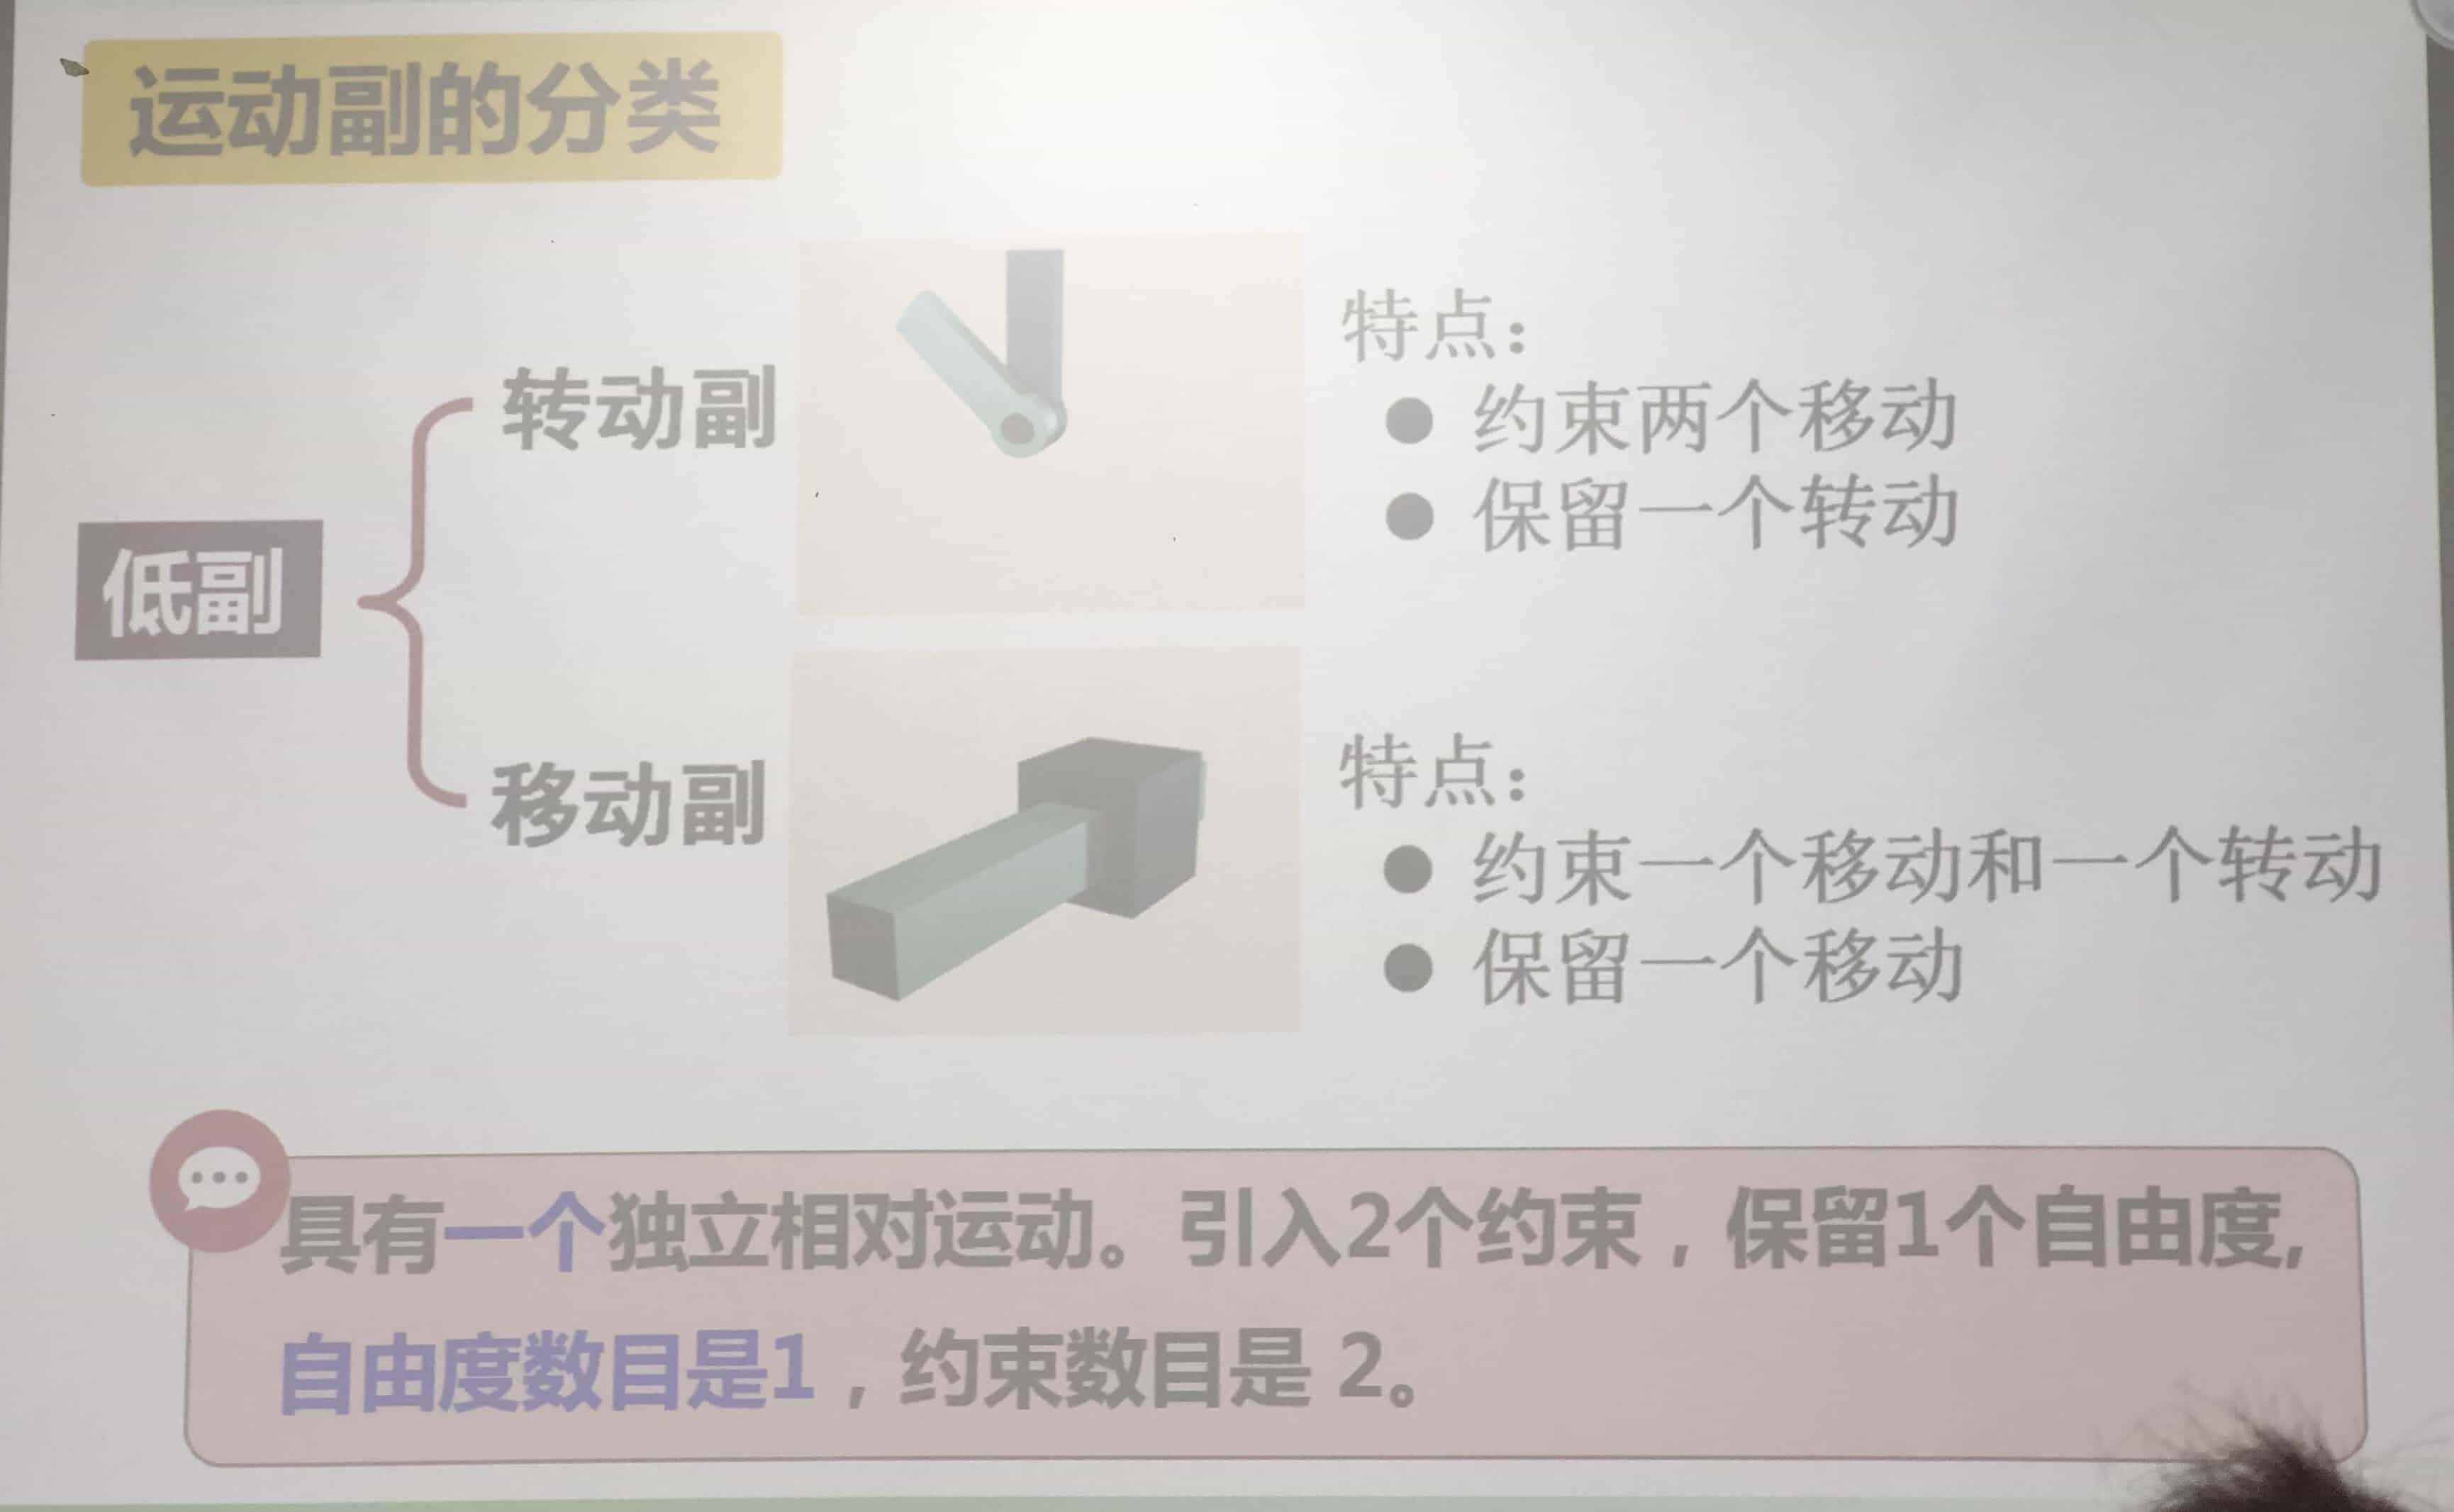 运动副的分类
低副
转动副
特点：
● 约束两个移动
● 保留一个转动
移动副
特点：
● 约束一个移动和一个转动
● 保留一个移动
具有一个独立相对运动。引入2个约束，保留1个自由度,
自由度数目是1，约束数目是 2。